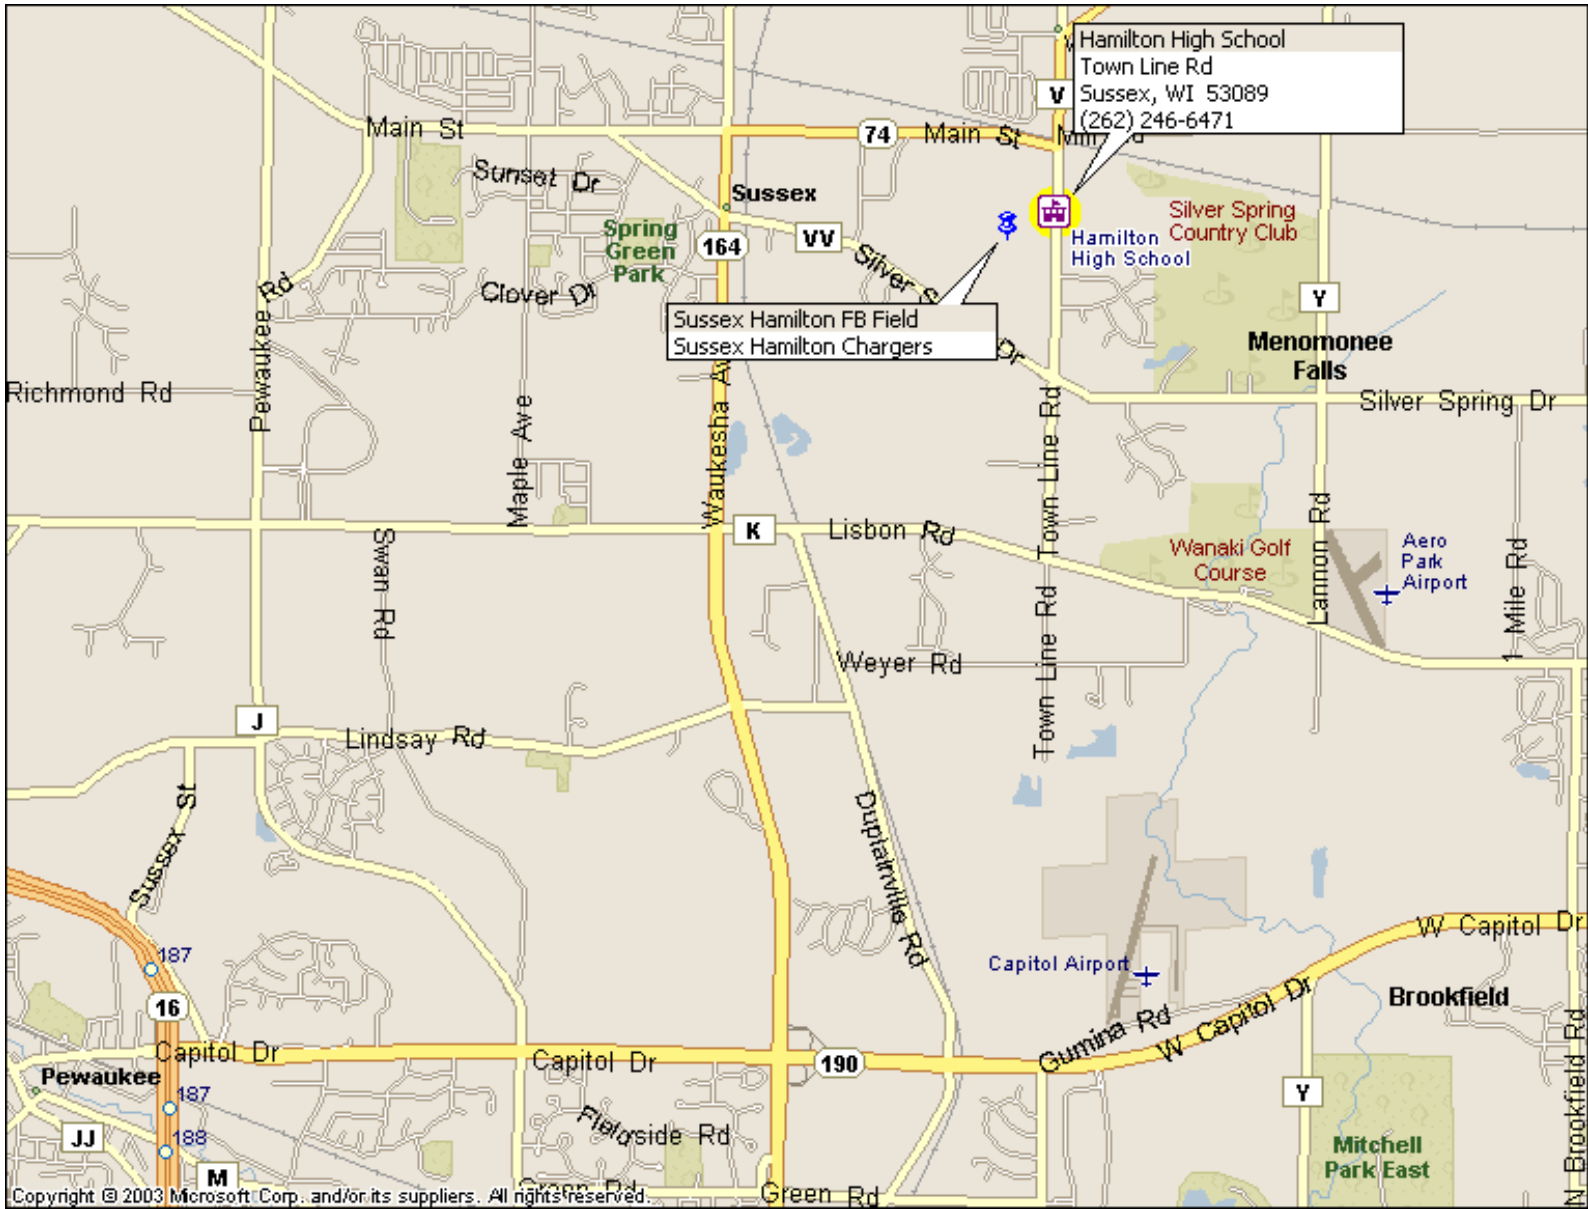 Hamilton High School
Town Line Rd
Sussex, WI 53089
(262) 246-6471
V
Main St
74
Main St
Sunset Dr
Sussex
Spring
Green
Park
164
VV
Silver
Hamilton
High School
Silver Spring
Country Club
Pewaukee Rd
Clover Dr
Y
Sussex Hamilton FB Field
Sussex Hamilton Chargers
Dr
Menomonee
Falls
Richmond Rd
Silver Spring Dr
Maple Ave
Waukesha
Town Line Rd
K
Lisbon Rd
Swan Rd
Wanaki Golf
Course
Lannon Rd
Aero
Park
Airport
1 Mile Rd
Town Line Rd
Weyer Rd
Town Line Rd
J
Lindsay Rd
Sussex St
Duplainville Rd
W Capitol Dr
187
Capitol Airport
Brookfield
16
Gumina Rd
W Capitol Dr
Capitol Dr
Capitol Dr
190
Pewaukee
187
Y
N Brookfield Rd
JJ
188
Fieldside Rd
Mitchell
Park East
M
Green Rd
Green Rd
Copyright © 2003 Microsoft Corp. and/or its suppliers. All rights reserved.